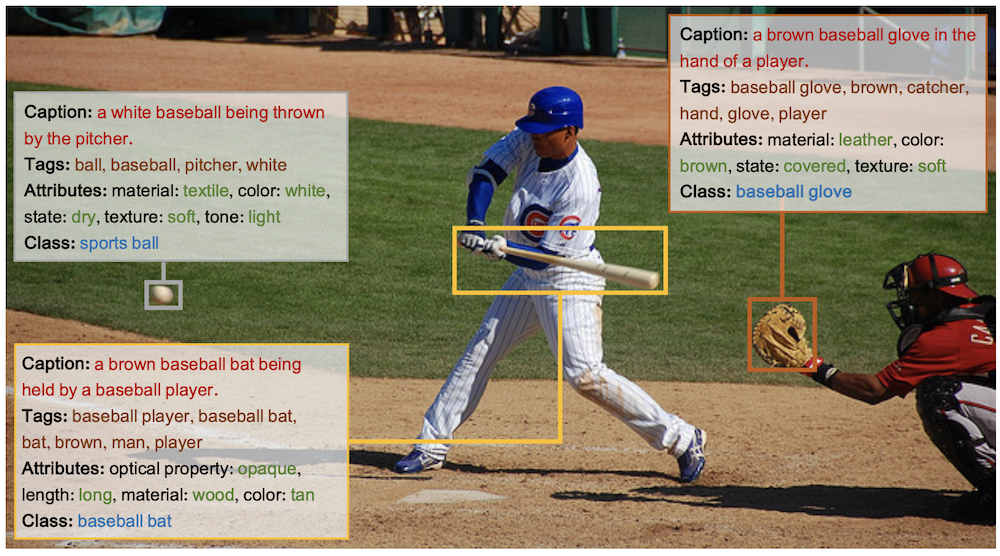 Caption: a white baseball being thrown
by the pitcher.
Tags: ball, baseball, pitcher, white
Attributes: material: textile, color: white,
state: dry, texture: soft, tone: light
Class: sports ball
Caption: a brown baseball glove in the
hand of a player.
Tags: baseball glove, brown, catcher,
hand, glove, player
Attributes: material: leather, color:
brown, state: covered, texture: soft
Class: baseball glove
Caption: a brown baseball bat being
held by a baseball player.
Tags: baseball player, baseball bat,
bat, brown, man, player
Attributes: optical property: opaque,
length: long, material: wood, color: tan
Class: baseball bat